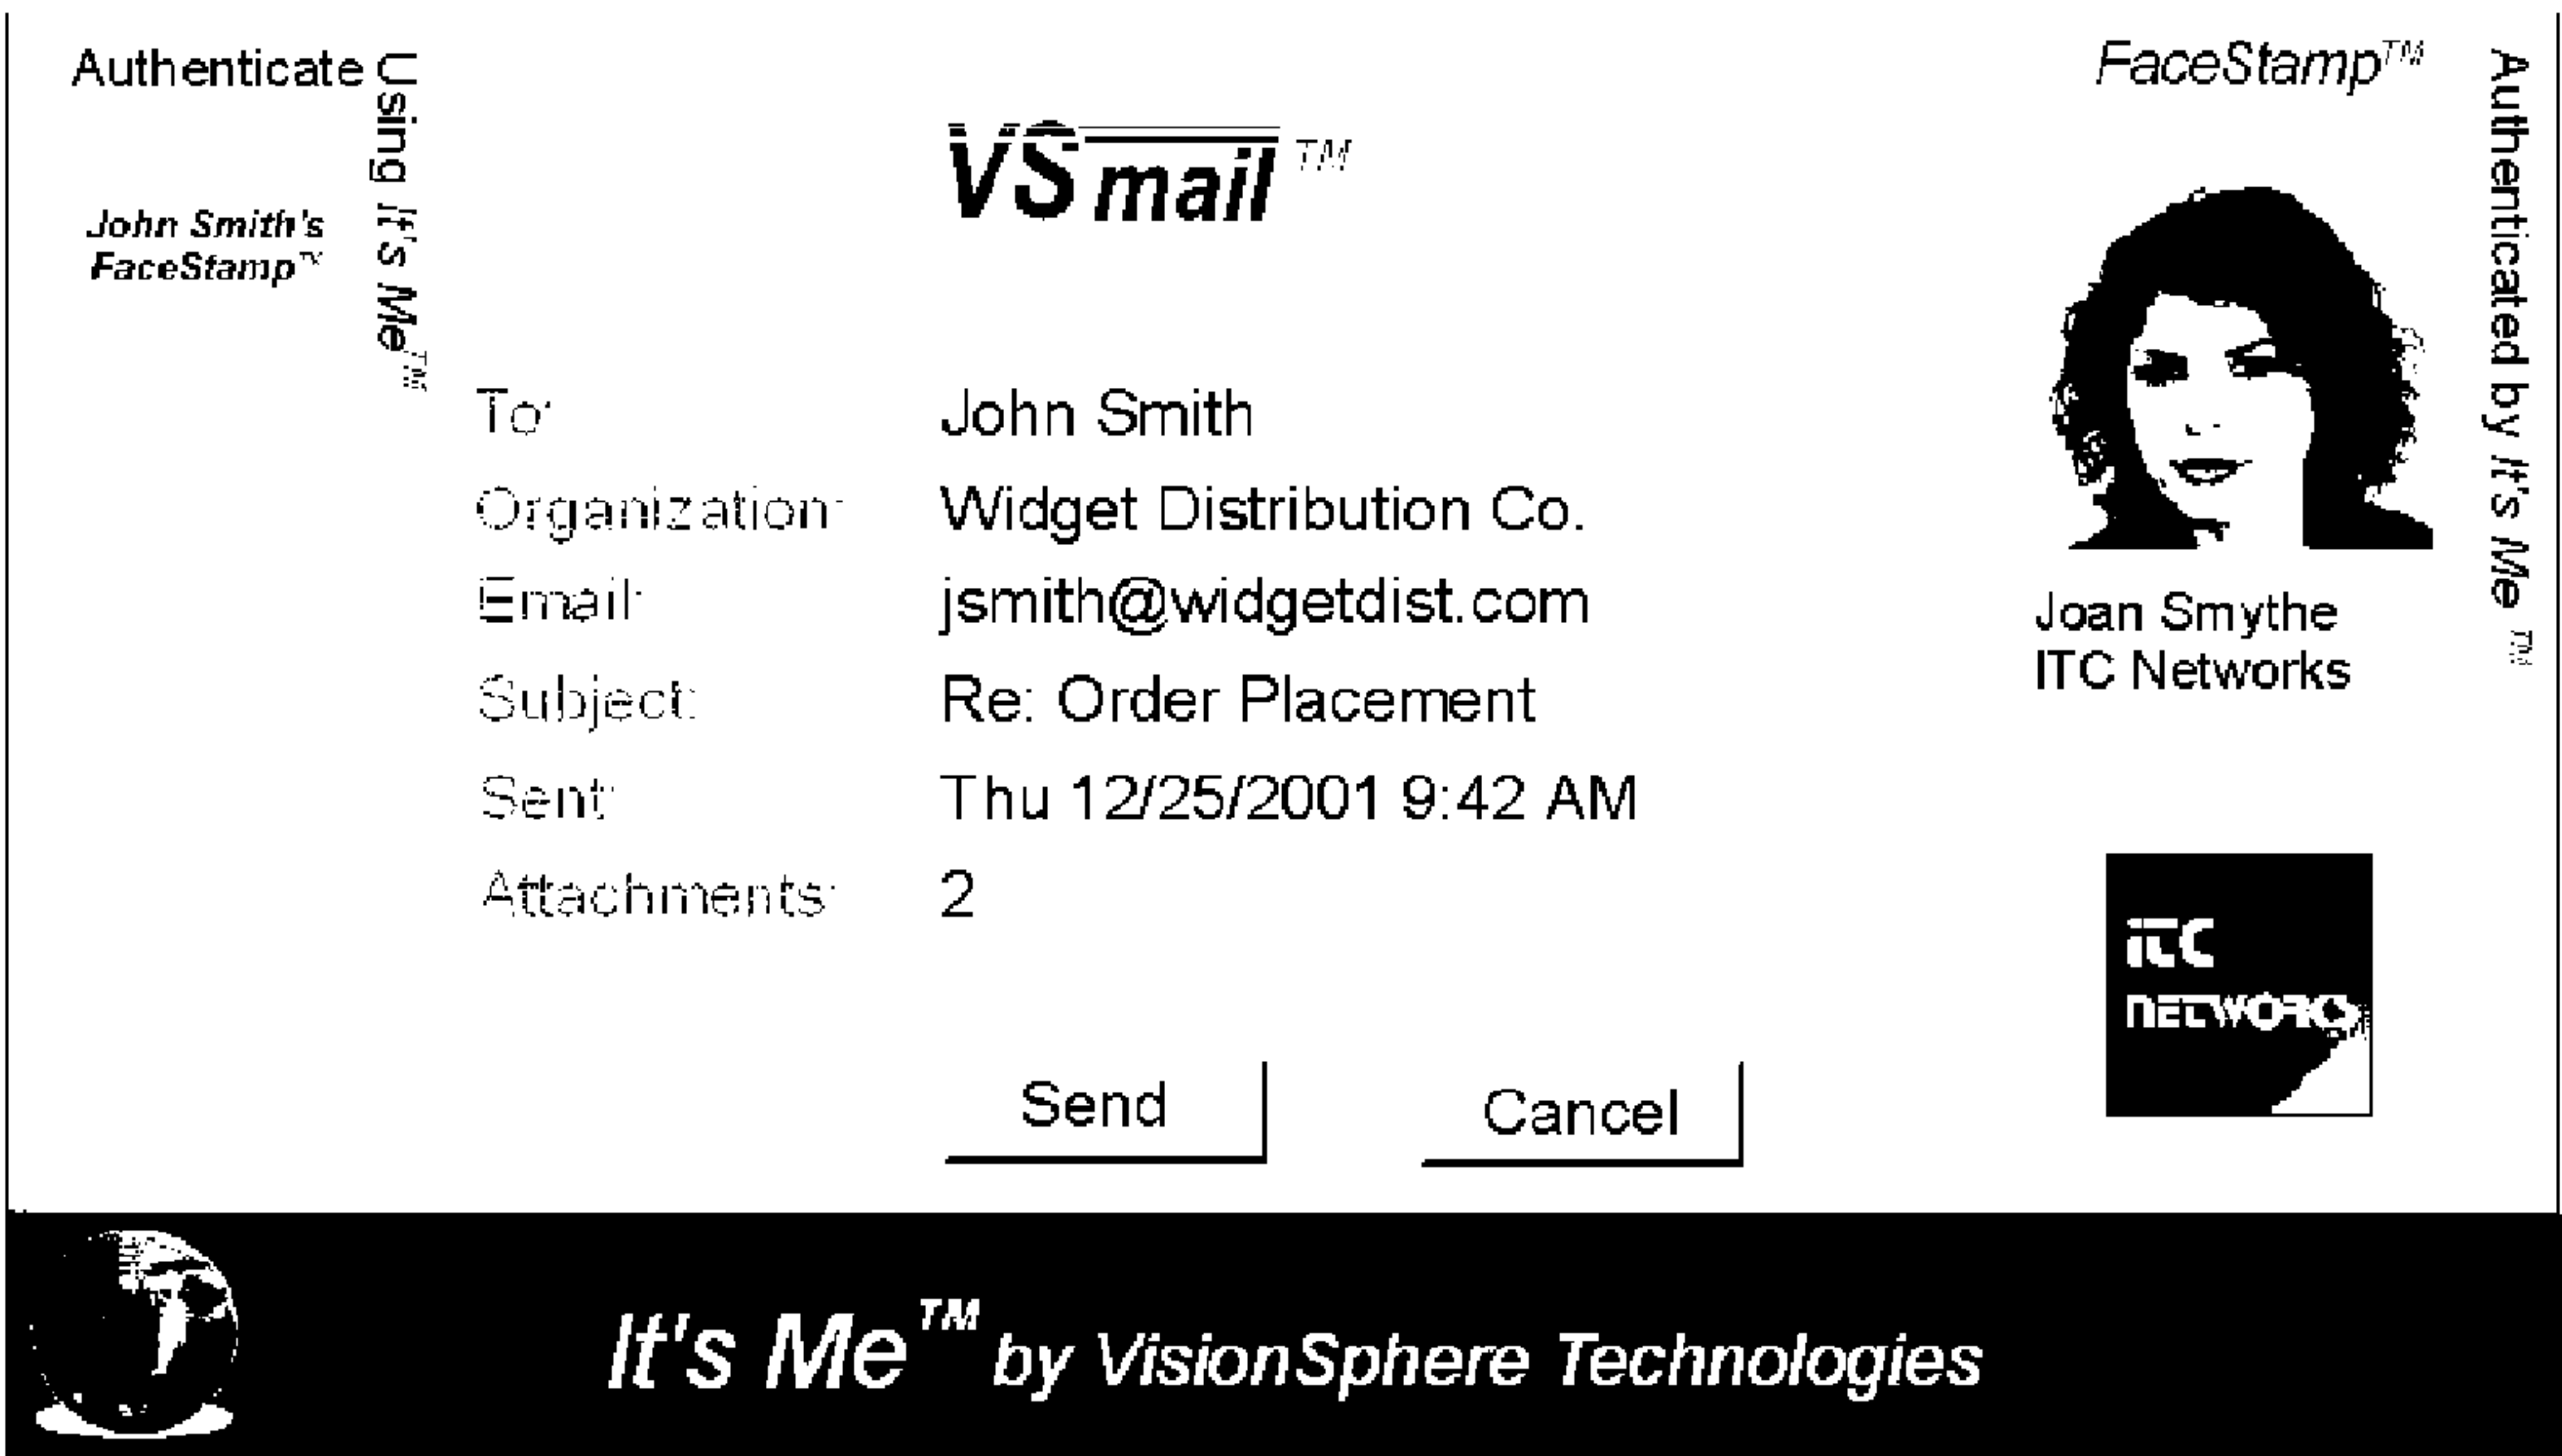 Authenticate
Using It's Me™
John Smith's
FaceStamp™
VSmail™
To:
John Smith
Organization:
Widget Distribution Co.
Email:
jsmith@widgetdist.com
Subject:
Re: Order Placement
Sent:
Thu 12/25/2001 9:42 AM
Attachments:
2
Send
Cancel
FaceStamp™
Authenticated by It's Me™
Joan Smythe
ITC Networks
iTC
NETWORKS
It's Me™ by VisionSphere Technologies